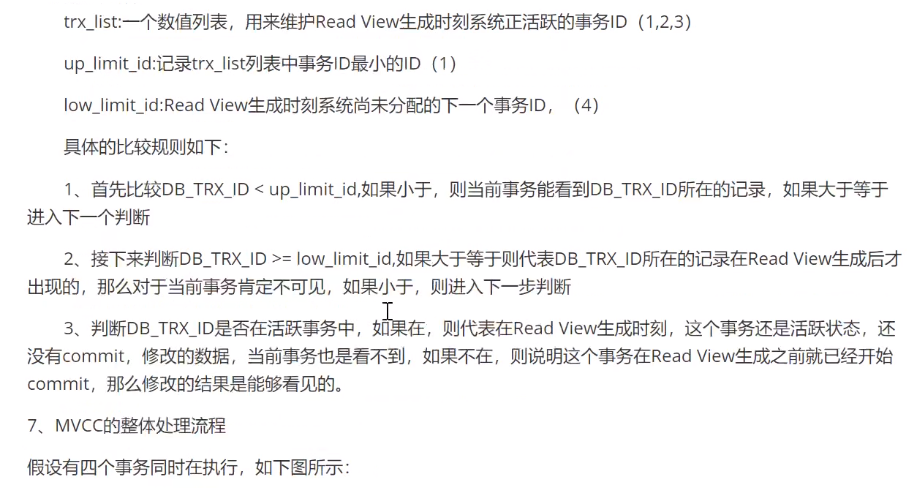 trx_list:一个数值列表，用来维护Read View生成时刻系统正活跃的事务ID（1,2,3）
up_limit_id:记录trx_list列表中事务ID最小的ID（1）
low_limit_id:Read View生成时刻系统尚未分配的下一个事务ID，（4）
具体的比较规则如下：
1、首先比较DB_TRX_ID < up_limit_id,如果小于，则当前事务能看到DB_TRX_ID所在的记录，如果大于等于
进入下一个判断
2、接下来判断DB_TRX_ID >= low_limit_id,如果大于等于则代表DB_TRX_ID所在的记录在Read View生成后才
出现的，那么对于当前事务肯定不可见，如果小于，则进入下一步判断
3、判断DB_TRX_ID是否在活跃事务中，如果在，则代表在Read View生成时刻，这个事务还是活跃状态，还
没有commit，修改的数据，当前事务也是看不到，如果不在，则说明这个事务在Read View生成之前就已经开始
commit，那么修改的结果是能够看见的。
7、MVCC的整体处理流程
假设有四个事务同时在执行，如下图所示：